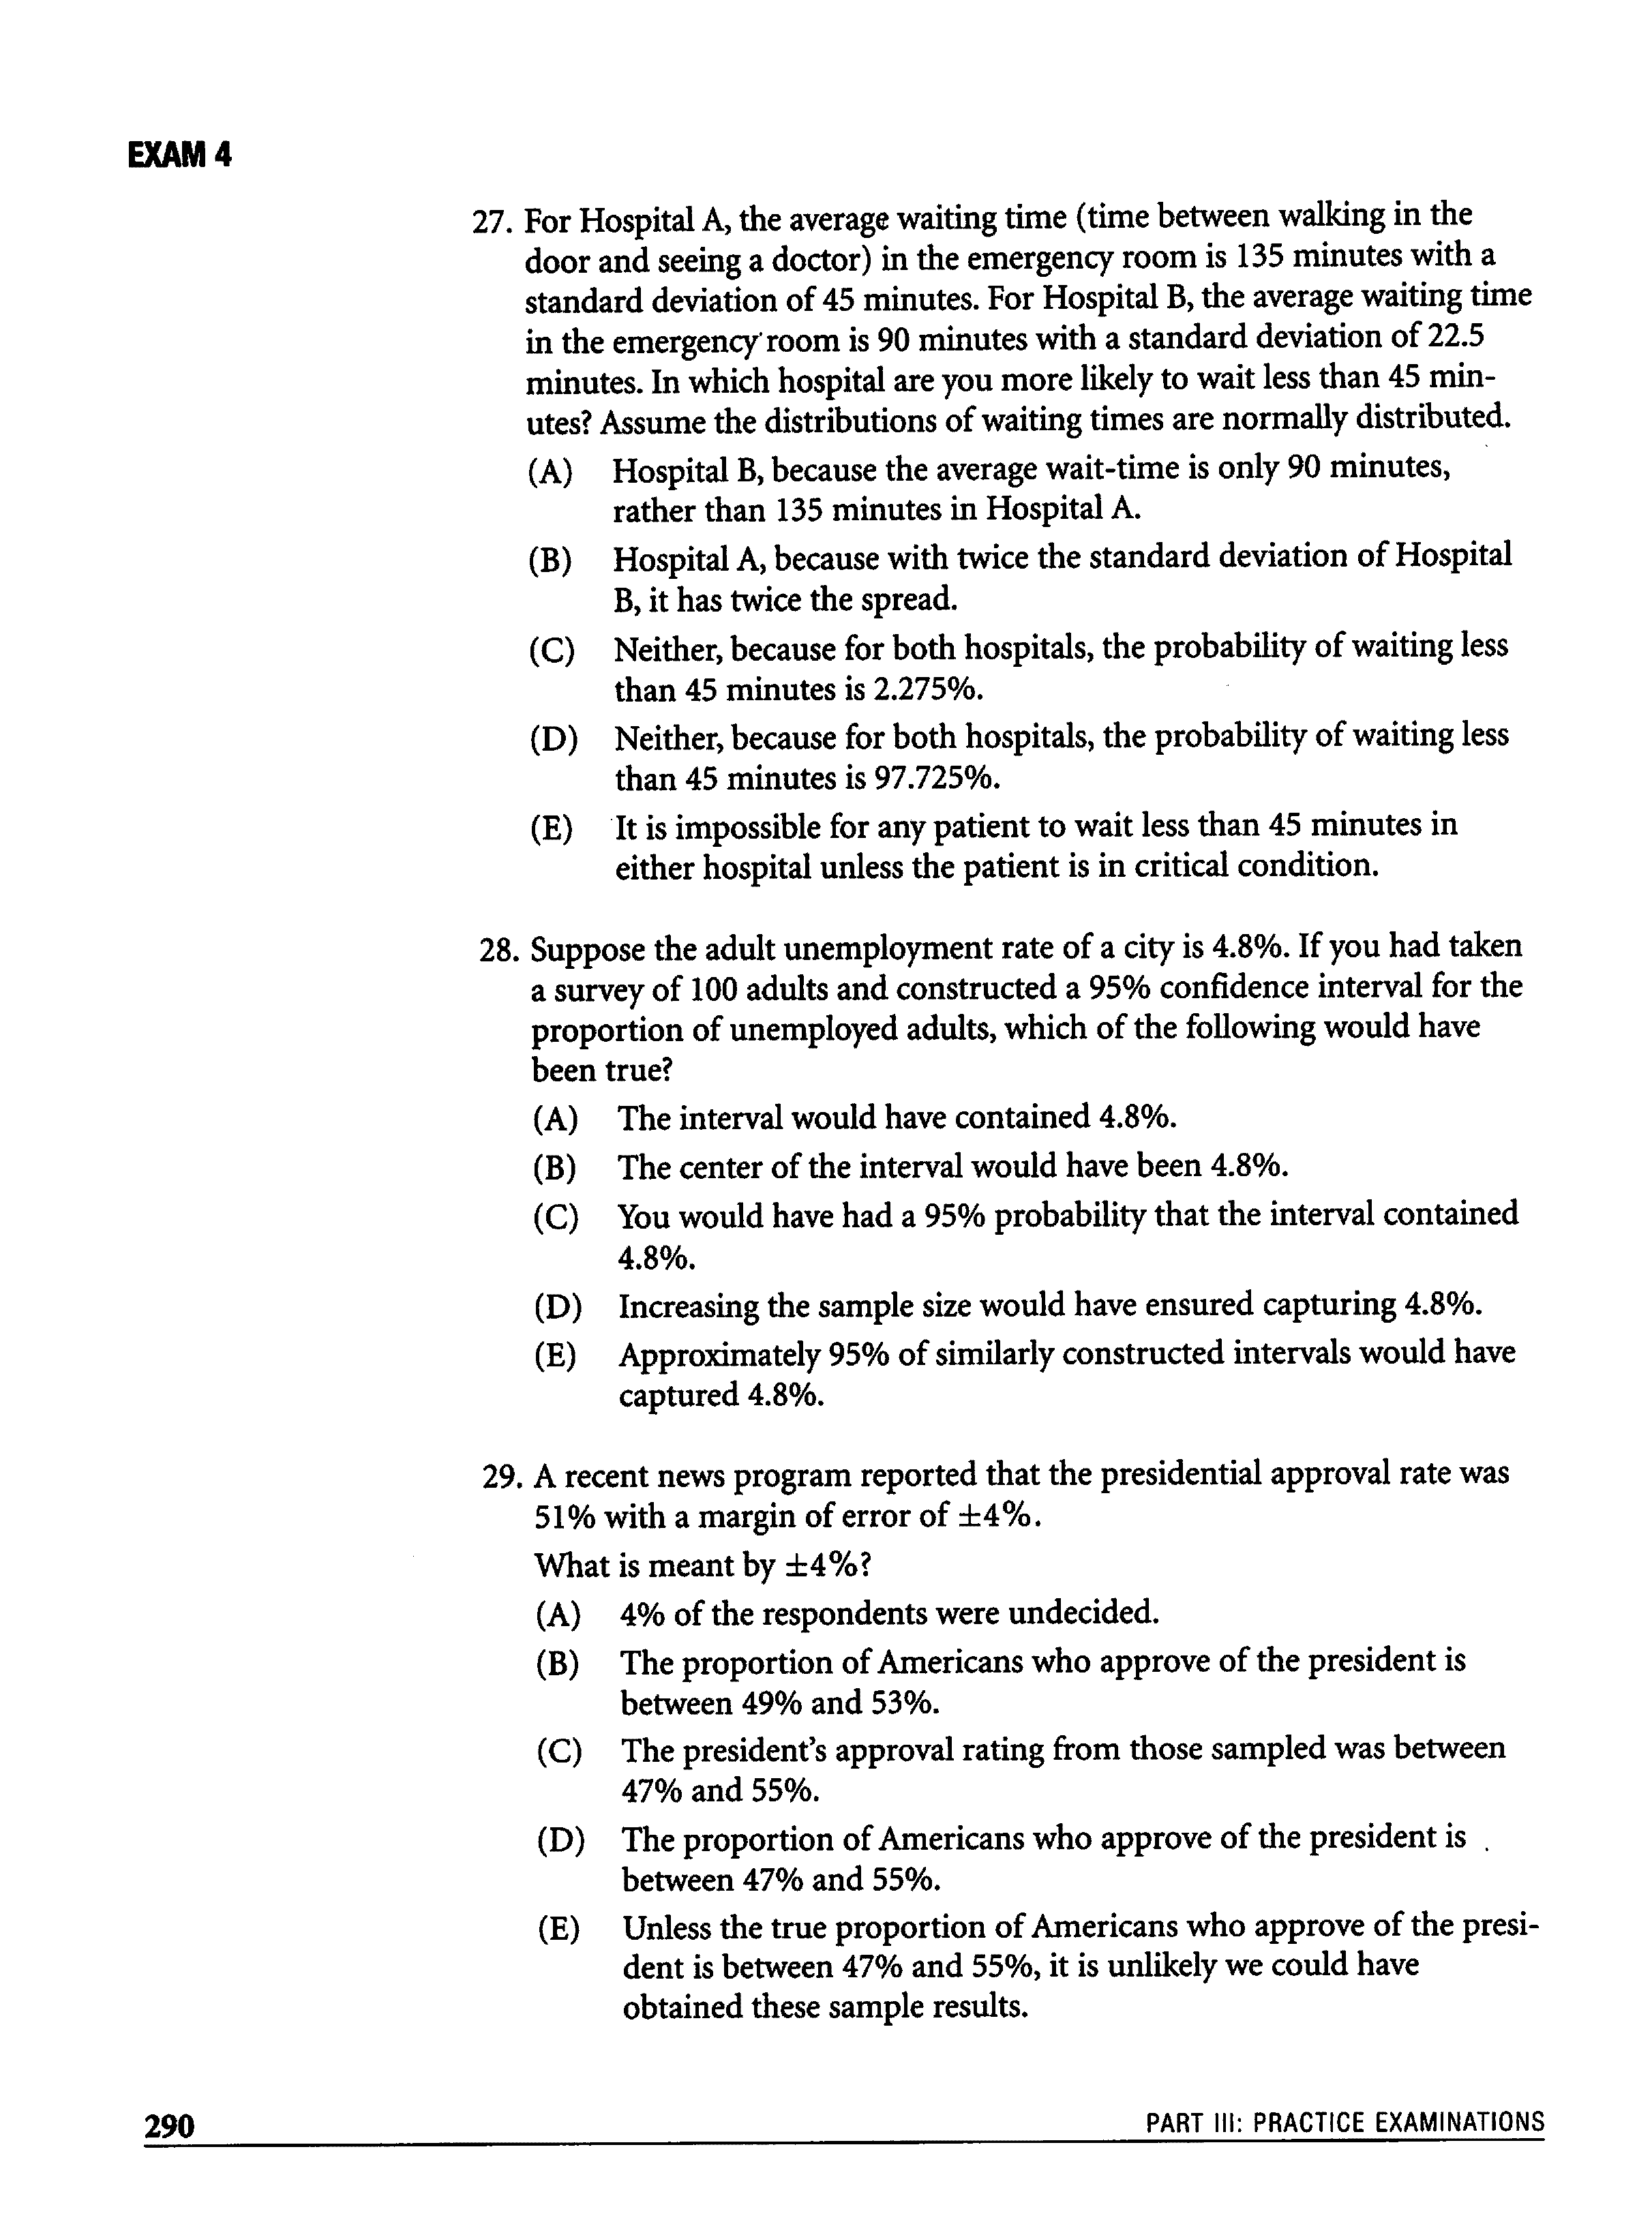 EXAM 4
27. For Hospital A, the average waiting time (time between walking in the
door and seeing a doctor) in the emergency room is 135 minutes with a
standard deviation of 45 minutes. For Hospital B, the average waiting time
in the emergency room is 90 minutes with a standard deviation of 22.5
minutes. In which hospital are you more likely to wait less than 45 min-
utes? Assume the distributions of waiting times are normally distributed.
(A) Hospital B, because the average wait-time is only 90 minutes,
rather than 135 minutes in Hospital A.
(B) Hospital A, because with twice the standard deviation of Hospital
B, it has twice the spread.
(C) Neither, because for both hospitals, the probability of waiting less
than 45 minutes is 2.275%.
(D) Neither, because for both hospitals, the probability of waiting less
than 45 minutes is 97.725%.
(E) It is impossible for any patient to wait less than 45 minutes in
either hospital unless the patient is in critical condition.
28. Suppose the adult unemployment rate of a city is 4.8%. If you had taken
a survey of 100 adults and constructed a 95% confidence interval for the
proportion of unemployed adults, which of the following would have
been true?
(A) The interval would have contained 4.8%.
(B) The center of the interval would have been 4.8%.
(C) You would have had a 95% probability that the interval contained
4.8%.
(D) Increasing the sample size would have ensured capturing 4.8%.
(E) Approximately 95% of similarly constructed intervals would have
captured 4.8%.
29. A recent news program reported that the presidential approval rate was
51% with a margin of error of ±4%.
What is meant by ±4%?
(A) 4% of the respondents were undecided.
(B) The proportion of Americans who approve of the president is
between 49% and 53%.
(C) The president's approval rating from those sampled was between
47% and 55%.
(D) The proportion of Americans who approve of the president is
between 47% and 55%.
(E) Unless the true proportion of Americans who approve of the presi-
dent is between 47% and 55%, it is unlikely we could have
obtained these sample results.
290
PART III: PRACTICE EXAMINATIONS